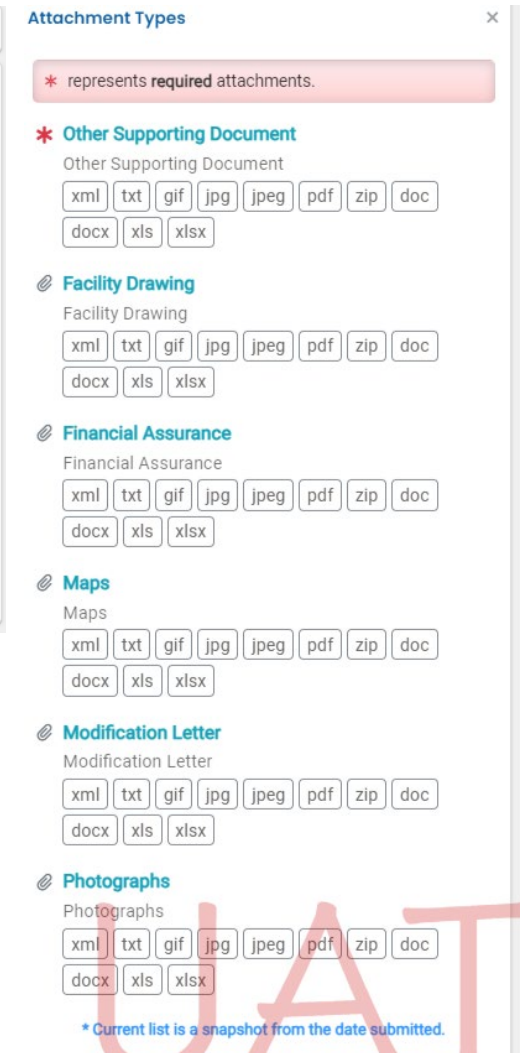 Attachment Types ×
* represents required attachments.
* Other Supporting Document
Other Supporting Document
xml txt gif jpg jpeg pdf zip doc
docx xls xlsx
Facility Drawing
Facility Drawing
xml txt gif jpg jpeg pdf zip doc
docx xls xlsx
Financial Assurance
Financial Assurance
xml txt gif jpg jpeg pdf zip doc
docx xls xlsx
Maps
Maps
xml txt gif jpg jpeg pdf zip doc
docx xls xlsx
Modification Letter
Modification Letter
xml txt gif jpg jpeg pdf zip doc
docx xls xlsx
Photographs
Photographs
xml txt gif jpg jpeg pdf zip doc
docx xls xlsx
UAT
* Current list is a snapshot from the date submitted.